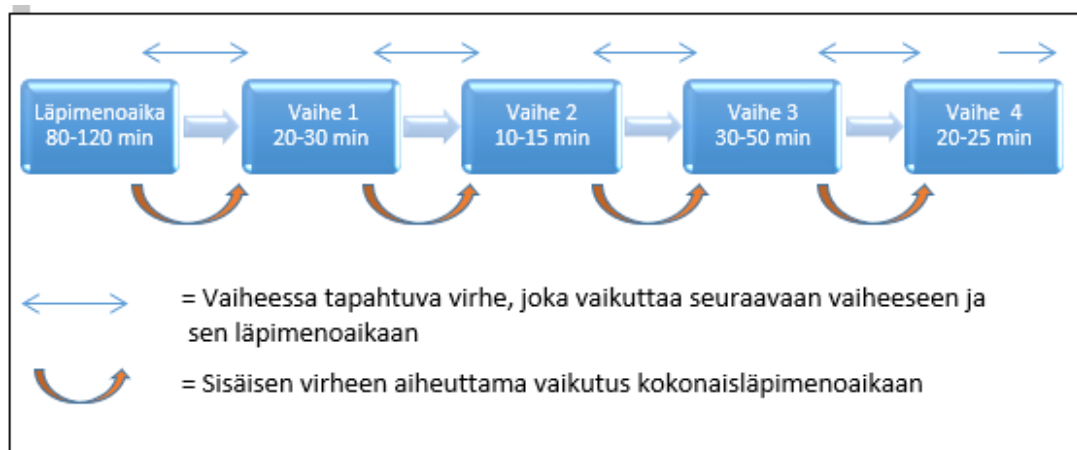 Läpimenoaika
80-120 min
Vaihe 1
20-30 min
Vaihe 2
10-15 min
Vaihe 3
30-50 min
Vaihe 4
20-25 min
= Vaiheessa tapahtuva virhe, joka vaikuttaa seuraavaan vaiheeseen ja
sen läpimenoaikaan
= Sisäisen virheen aiheuttama vaikutus kokonaisläpimenoaikaan